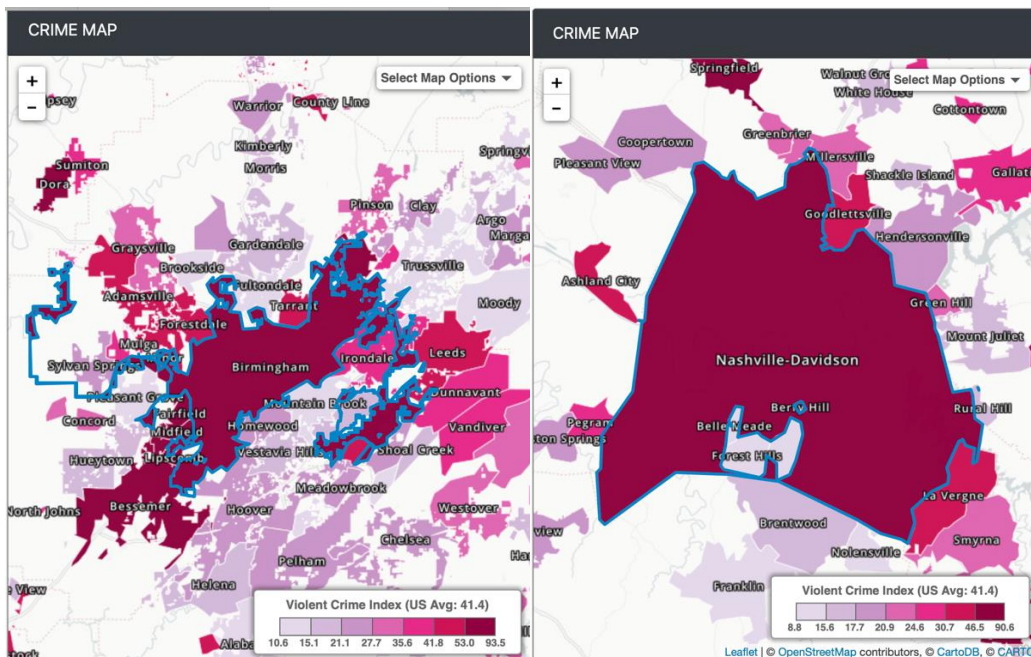 CRIME MAP
+
−
Select Map Options
Warrior
County Line
Kimberly
Morris
Sumiton
Dora
Pinson
Clay
Argo
Graysville
Gardendale
Brookside
Trussville
Fultondale
Adamsville
Tarrant
Moody
Forestdale
Mulga
Irondale
Leeds
Birmingham
Sylvan Springs
Pleasant Grove
Mountain Brook
Dunnavant
Fairfield
Concord
Homewood
Vandiver
Midfield
Hueytown
Lipscomb
Vestavia Hills
Shoal Creek
Meadowbrook
Bessemer
North Johns
Hoover
Westover
Chelsea
Pelham
Helena
Violent Crime Index (US Avg: 41.4)
10.6 15.1 21.1 27.7 35.6 41.8 53.0 93.5
CRIME MAP
+
−
Select Map Options
Springfield
White House
Cottontown
Coopertown
Greenbrier
Pleasant View
Millersville
Shackle Island
Gallati
Goodlettsville
Hendersonville
Ashland City
Green Hill
Mount Juliet
Nashville-Davidson
Berry Hill
Rural Hill
Pegram
Belle Meade
ton Springs
Forest Hills
La Vergne
view
Brentwood
Smyrna
Nolensville
Franklin
Violent Crime Index (US Avg: 41.4)
8.8 15.6 17.7 20.9 24.6 30.7 46.5 90.6
Leaflet | © OpenStreetMap contributors, © CartoDB, © CARTO